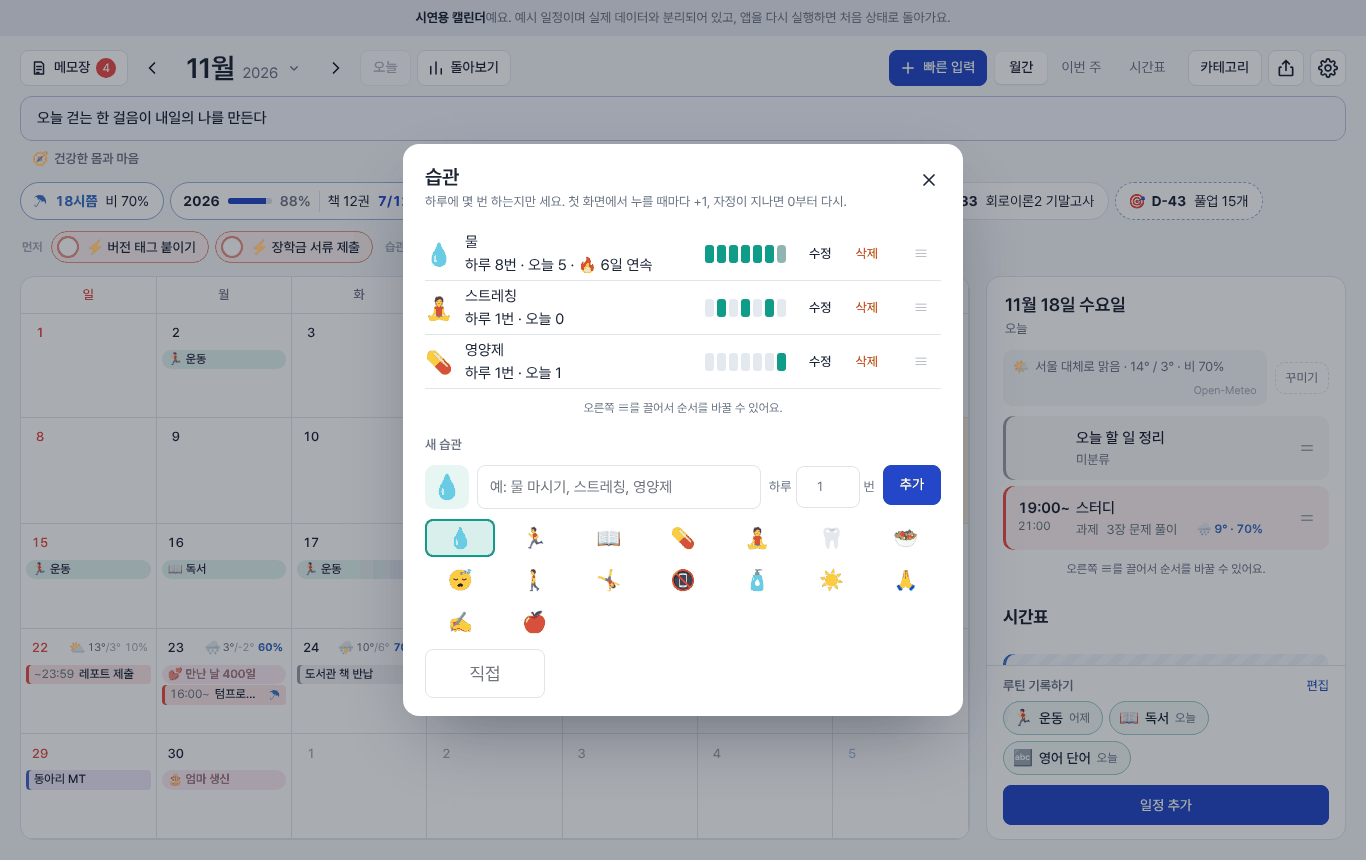 시연용 캘린더예요. 예시 일정이며 실제 데이터와 분리되어 있고, 앱을 다시 실행하면 처음 상태로 돌아가요.
메모장 4
11월 2026
오늘
돌아보기
빠른 입력
월간
이번 주
시간표
카테고리
오늘 걷는 한 걸음이 내일의 나를 만든다
건강한 몸과 마음
18시쯤 비 70%
2026 88% 책 12권
회로이론2 기말고사
D-43 풀업 15개
먼저
버전 태그 붙이기
장학금 서류 제출
습관
하루에 몇 번 하는지만 세요. 첫 화면에서 누를 때마다 +1, 자정이 지나면 0부터 다시.
물
하루 8번 · 오늘 5 · 🔥 6일 연속
수정 삭제
스트레칭
하루 1번 · 오늘 0
수정 삭제
영양제
하루 1번 · 오늘 1
수정 삭제
오른쪽 ≡를 끌어서 순서를 바꿀 수 있어요.
새 습관
예: 물 마시기, 스트레칭, 영양제
하루 1 번
추가
직접
일 월 화
1 2 3
운동
8 9 10
15 16 17
운동
독서
운동
22 13°/3° 10%
~23:59 레포트 제출
23 3°/-2° 60%
만난 날 400일
16:00~ 텀프로...
24 10°/6°
도서관 책 반납
29 30 1 2 3 4 5
동아리 MT
엄마 생신
11월 18일 수요일
오늘
서울 대체로 맑음 · 14° / 3° · 비 70%
Open-Meteo
꾸미기
오늘 할 일 정리
미분류
19:00~ 스터디
21:00 과제 3장 문제 풀이 9° · 70%
오른쪽 ≡를 끌어서 순서를 바꿀 수 있어요.
시간표
루틴 기록하기 편집
운동 어제
독서 오늘
abc 영어 단어 오늘
일정 추가